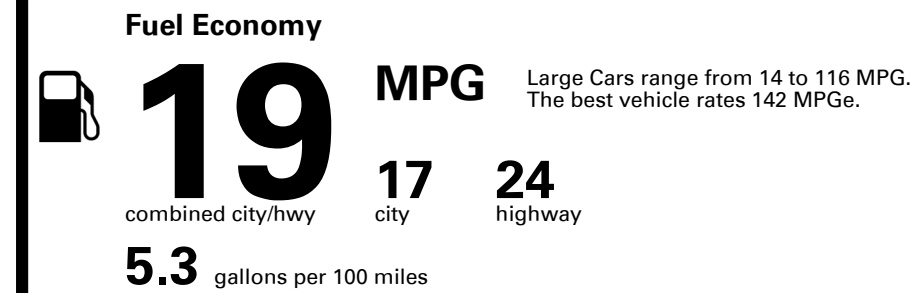 Fuel Economy
19 MPG
Large Cars range from 14 to 116 MPG.
The best vehicle rates 142 MPGe.
17 24
combined city/hwy city highway
5.3 gallons per 100 miles